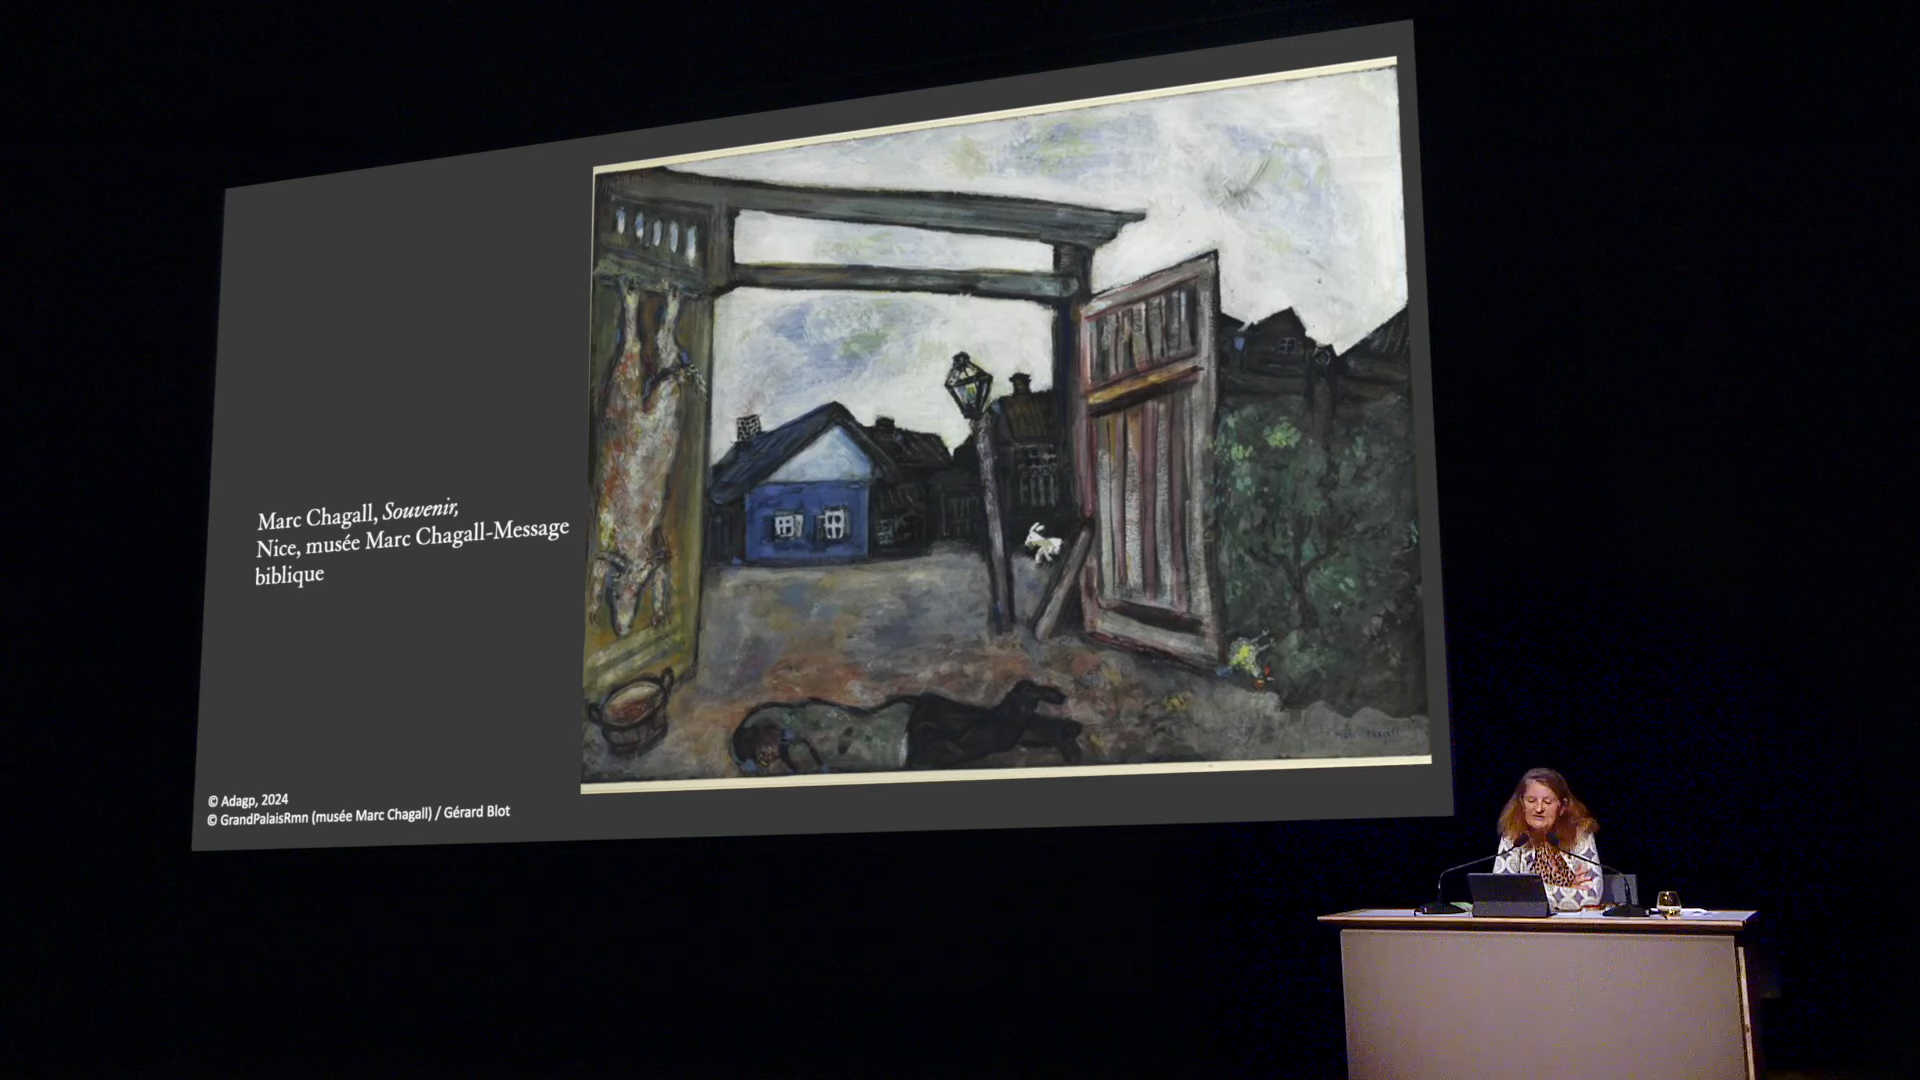 Marc Chagall, Souvenir,
Nice, musée Marc Chagall-Message
biblique
© Adagp, 2024
© GrandPalaisRmn (musée Marc Chagall) / Gérard Blot